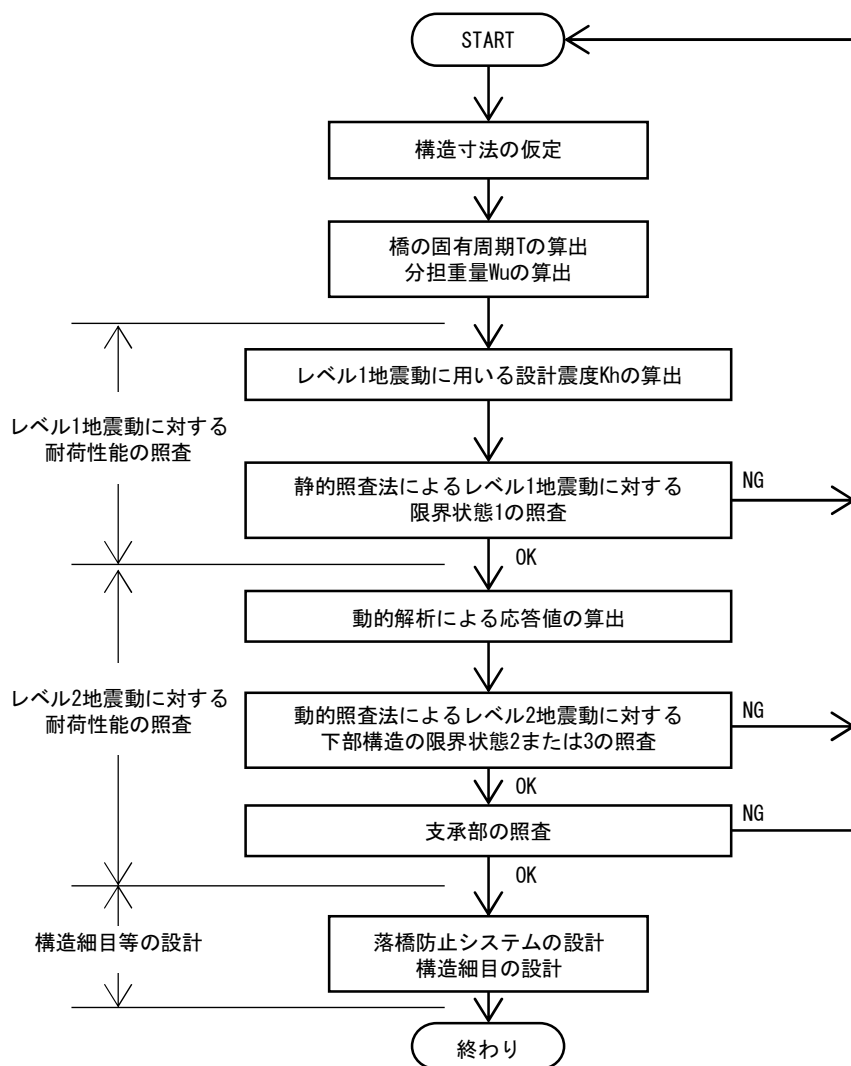 START
構造寸法の仮定
橋の固有周期Tの算出
分担重量Wuの算出
レベル1地震動に用いる設計震度Khの算出
レベル1地震動に対する
耐荷性能の照査
静的照査法によるレベル1地震動に対する
限界状態1の照査
NG
OK
動的解析による応答値の算出
レベル2地震動に対する
耐荷性能の照査
動的照査法によるレベル2地震動に対する
下部構造の限界状態2または3の照査
NG
OK
支承部の照査
NG
OK
構造細目等の設計
落橋防止システムの設計
構造細目の設計
終わり